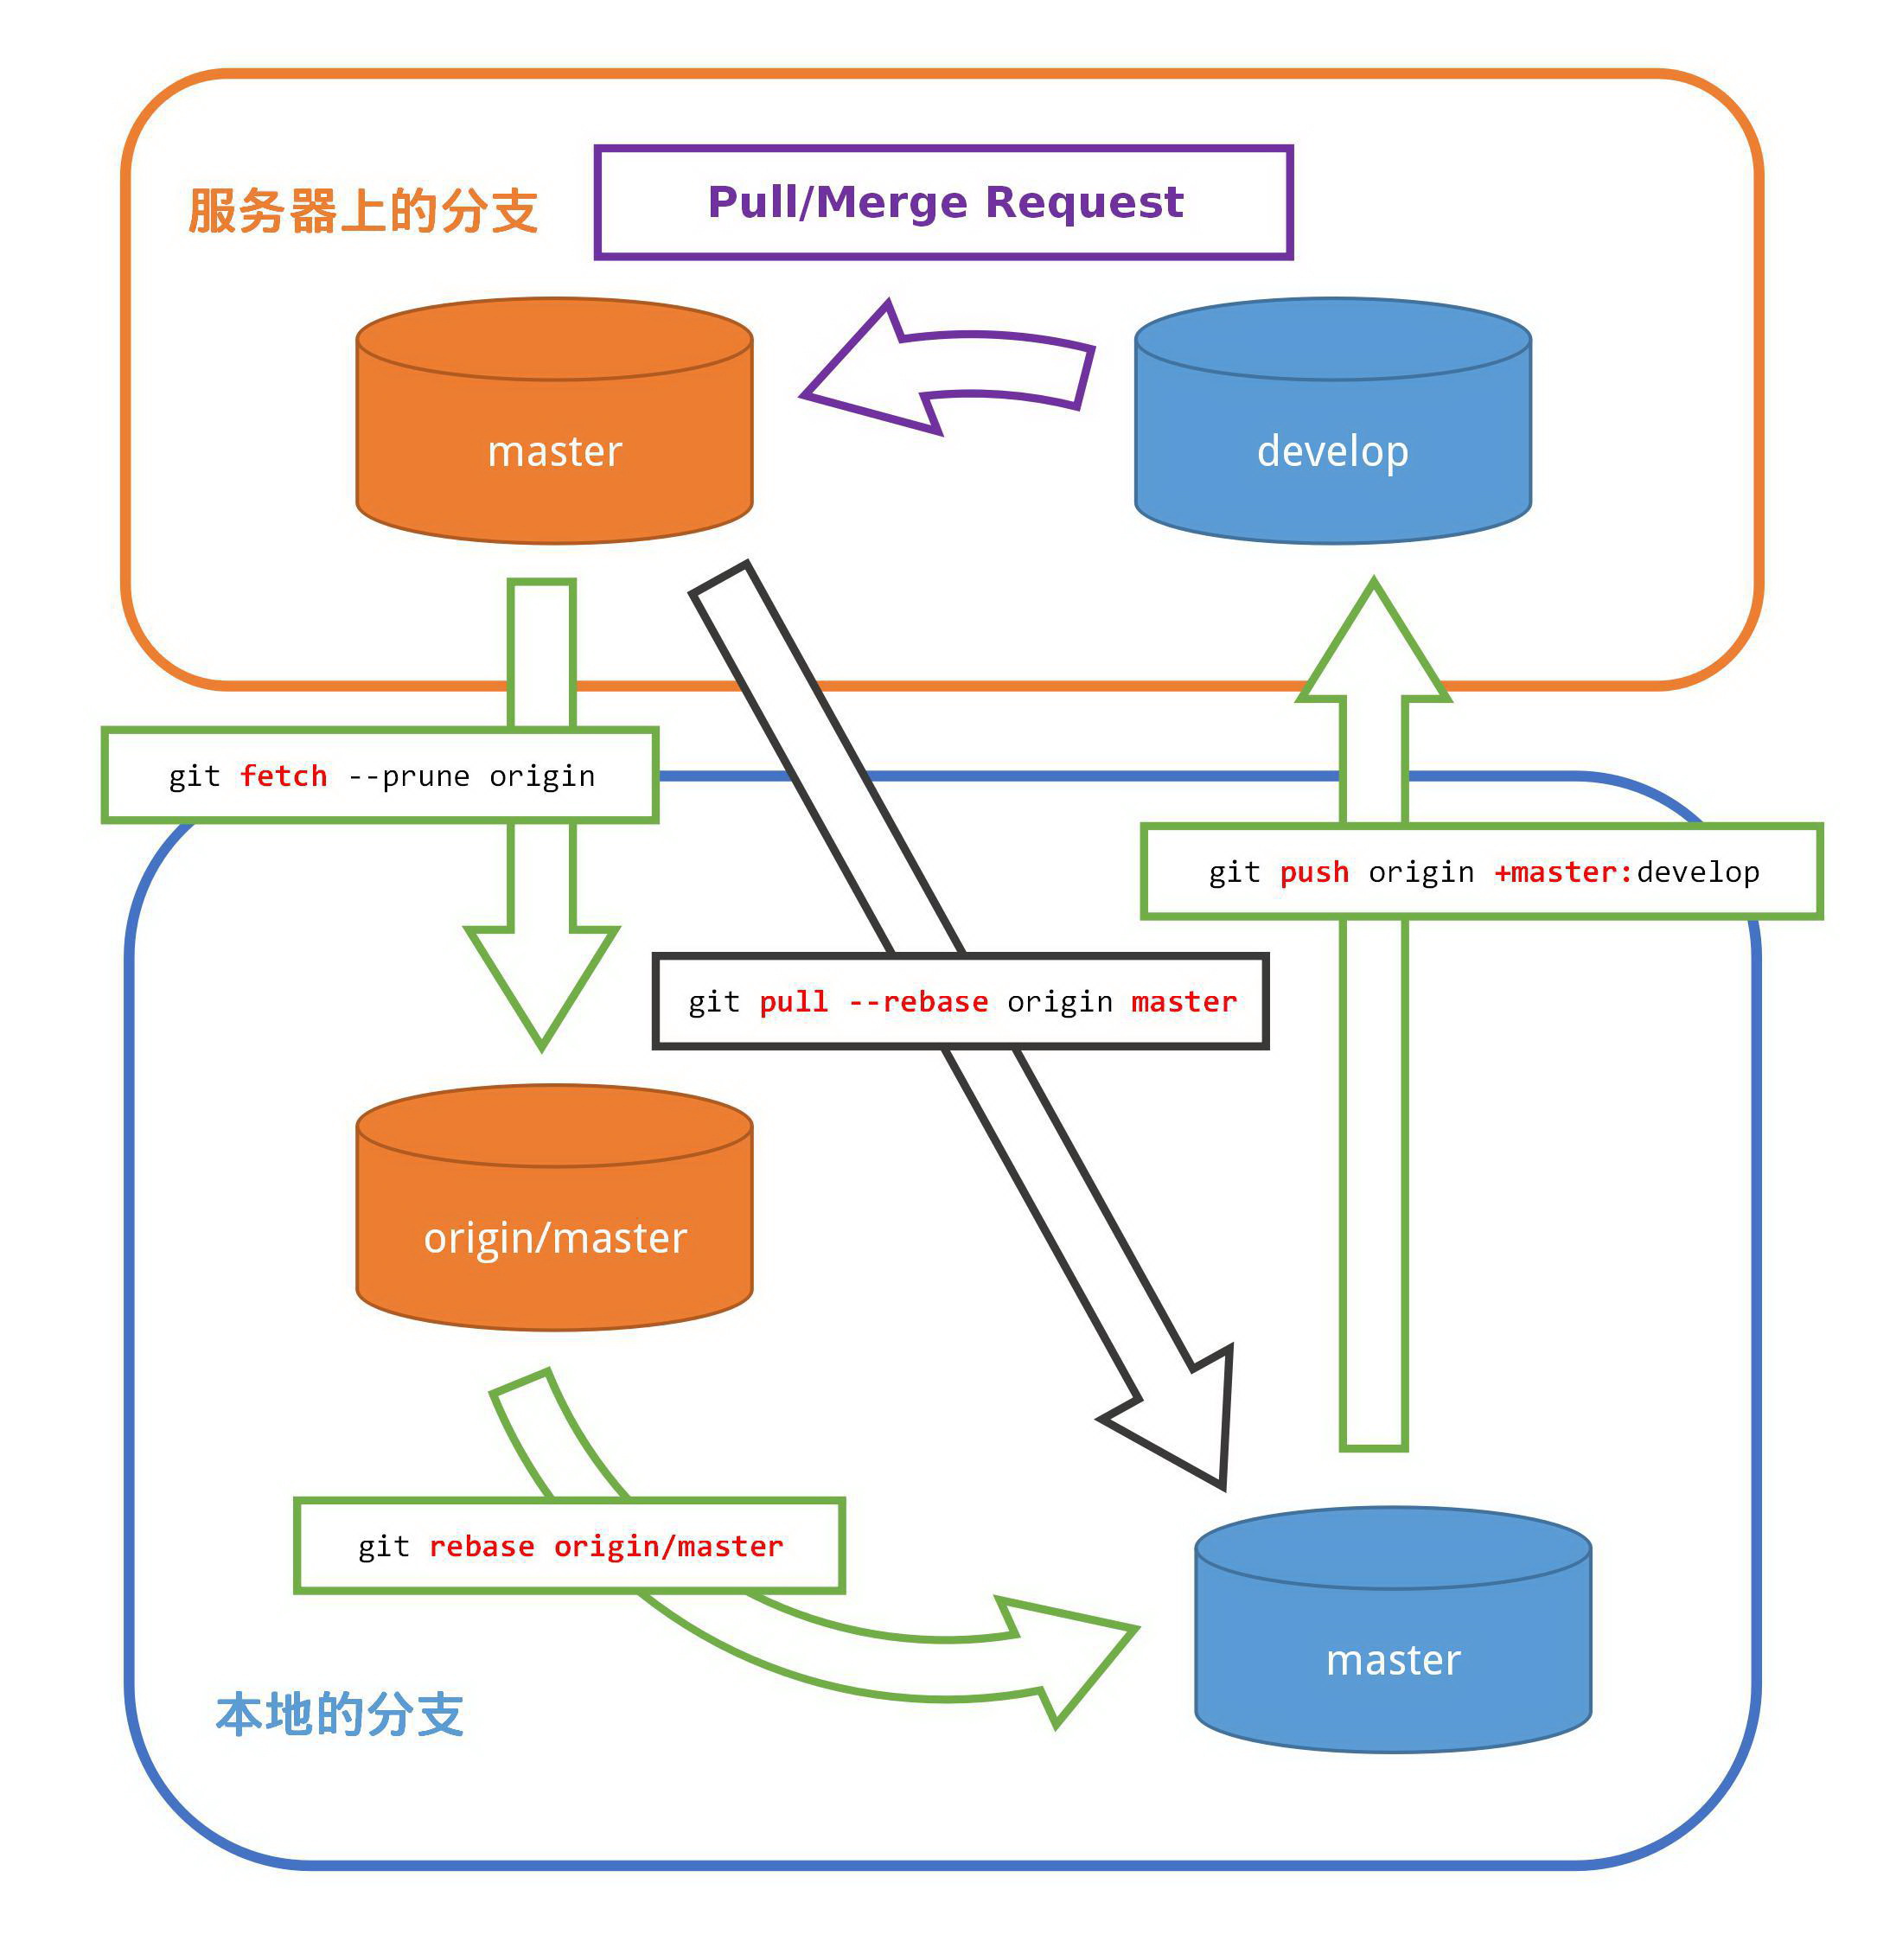 服务器上的分支
Pull/Merge Request
master
develop
git fetch --prune origin
git push origin +master:develop
git pull --rebase origin master
origin/master
git rebase origin/master
master
本地的分支